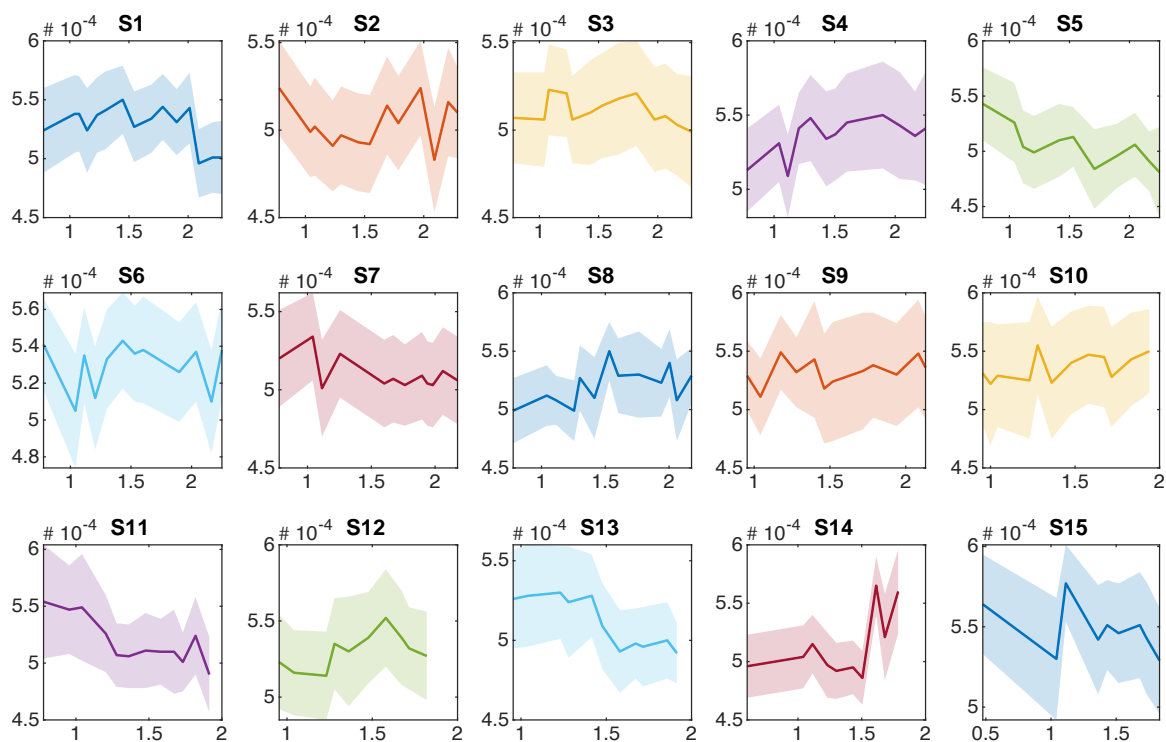 S1 S2 S3 S4 S5
# 10^-4 # 10^-4 # 10^-4 # 10^-4 # 10^-4
6 5.5 5.5 6 6
5.5 5 5 5 5.5
5 4.5 4.5 5
4.5 4.5
1 1.5 2 1 1.5 2 1 1.5 2 1 1.5 2 1 1.5 2
S6 S7 S8 S9 S10
# 10^-4 # 10^-4 # 10^-4 # 10^-4 # 10^-4
5.6 5.5 6 6 6
5.4 5 5.5 5.5 5.5
5.2 4.5 5 5 5
5 4.5 4.5 4.5
4.8
1 1.5 2 1 1.5 2 1 1.5 2 1 1.5 2 1 1.5 2
S11 S12 S13 S14 S15
# 10^-4 # 10^-4 # 10^-4 # 10^-4 # 10^-4
6 6 5.5 6 6
5.5 5.5 5 5.5 5.5
5 5 4.5 5 5
4.5 4.5
1 1.5 2 1 1.5 2 1 1.5 2 1 1.5 2 0.5 1 1.5